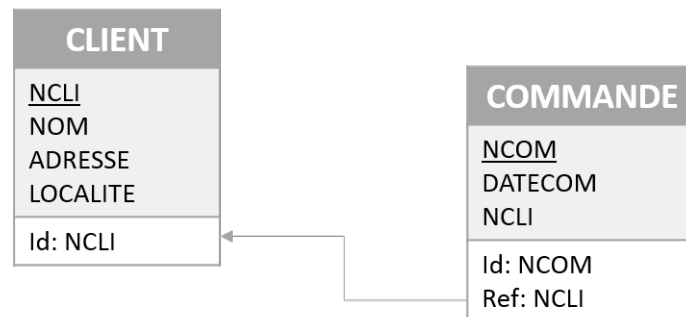 CLIENT
NCLI
NOM
ADRESSE
LOCALITE
Id: NCLI
COMMANDE
NCOM
DATECOM
NCLI
Id: NCOM
Ref: NCLI